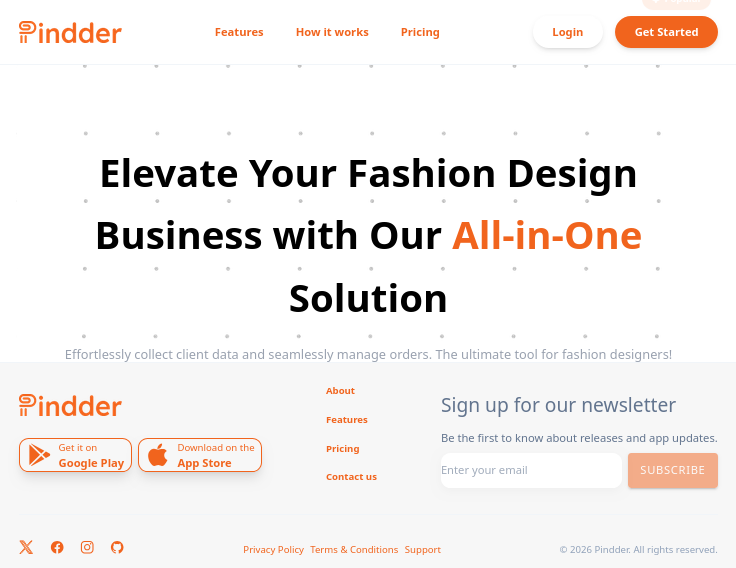 Pindder
Features How it works Pricing
Login
Get Started
Elevate Your Fashion Design
Business with Our All-in-One
Solution
Effortlessly collect client data and seamlessly manage orders. The ultimate tool for fashion designers!
Pindder
Get it on
Google Play
Download on the
App Store
About
Features
Pricing
Contact us
Sign up for our newsletter
Be the first to know about releases and app updates.
Enter your email
SUBSCRIBE
Privacy Policy Terms & Conditions Support
© 2026 Pindder. All rights reserved.